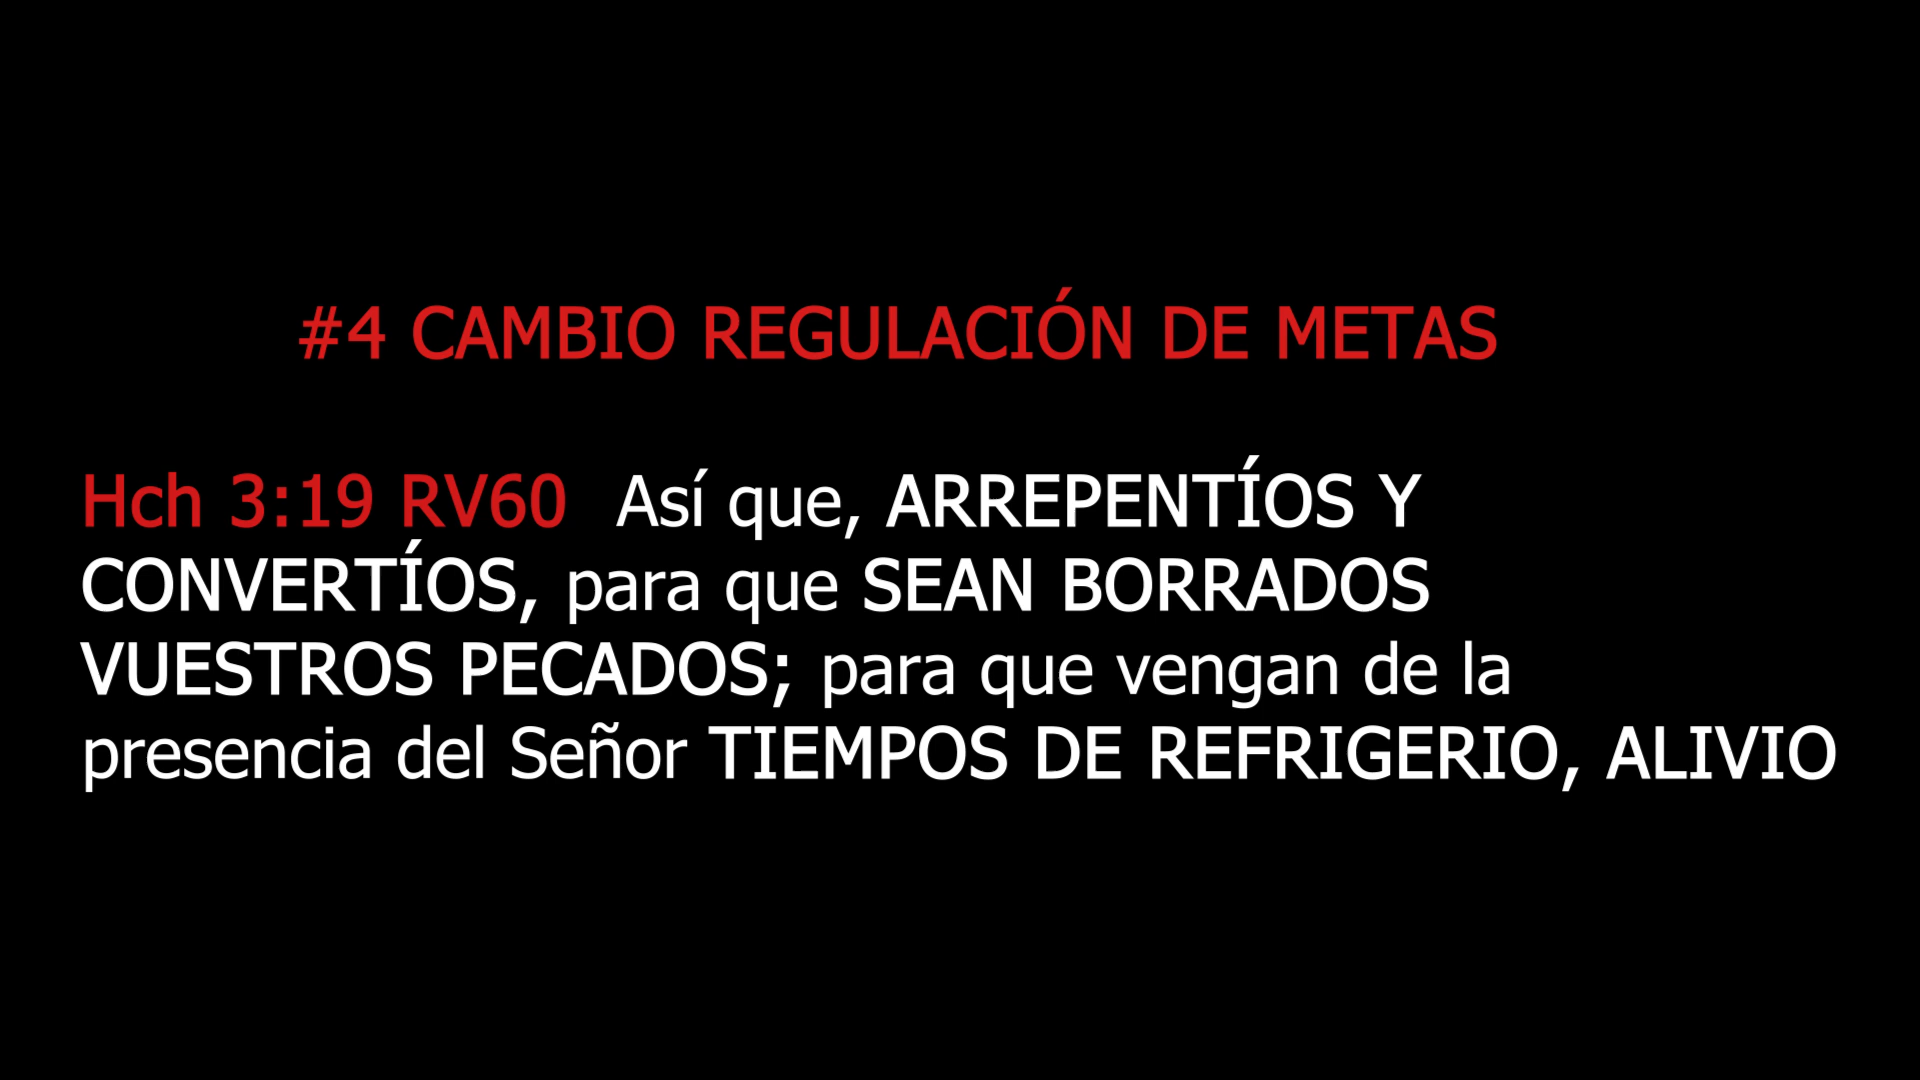 #4 CAMBIO REGULACIÓN DE METAS
Hch 3:19 RV60 Así que, ARREPENTÍOS Y
CONVERTÍOS, para que SEAN BORRADOS
VUESTROS PECADOS; para que vengan de la
presencia del Señor TIEMPOS DE REFRIGERIO, ALIVIO